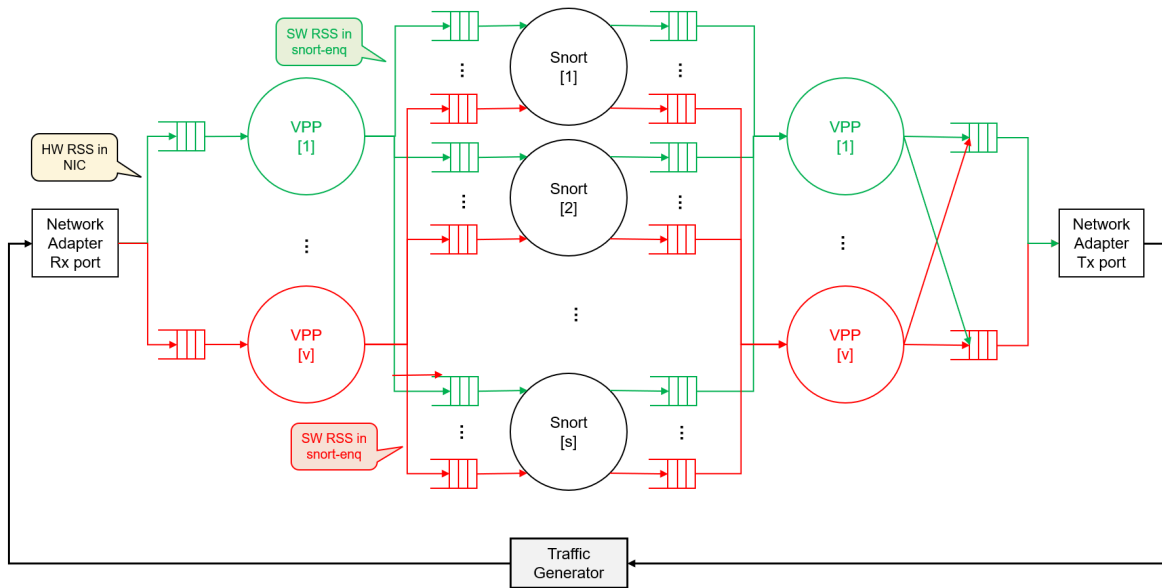 SW RSS in
snort-enq
Snort
[1]
HW RSS in
NIC
VPP
[1]
VPP
[1]
Snort
[2]
Network
Adapter
Rx port
Network
Adapter
Tx port
VPP
[v]
VPP
[v]
SW RSS in
snort-enq
Snort
[s]
Traffic
Generator